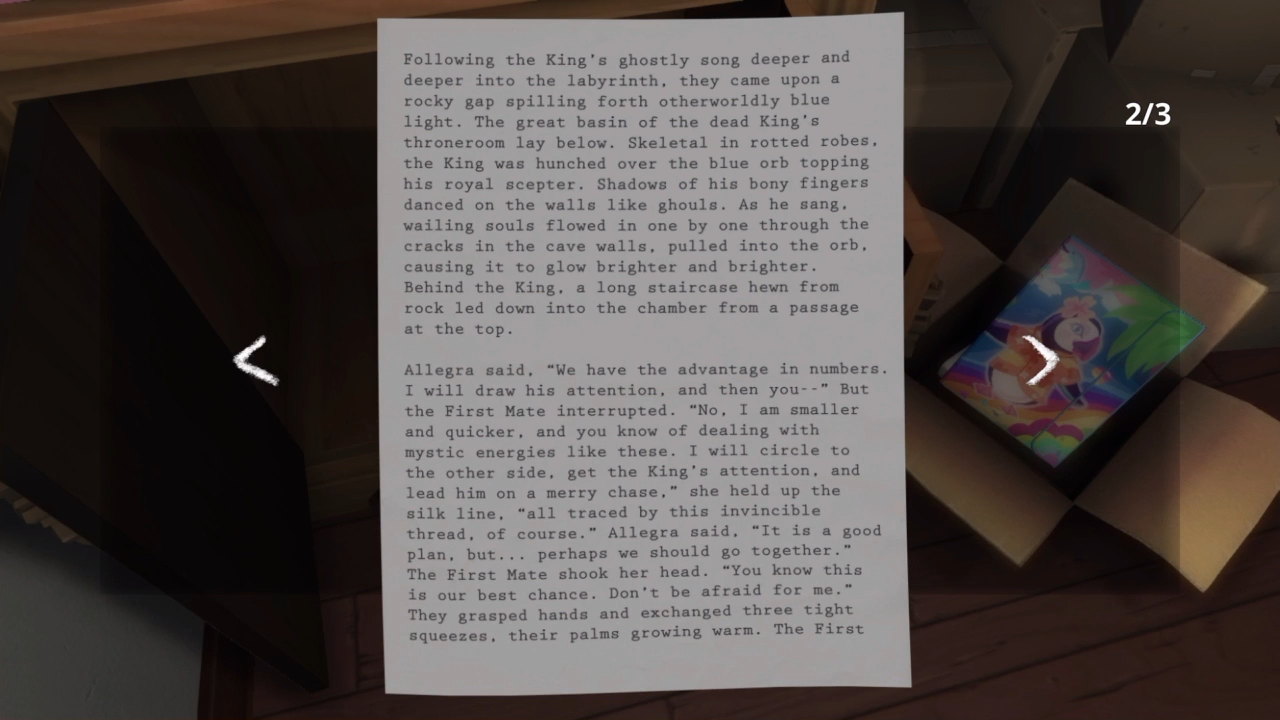 2/3
Following the King's ghostly song deeper and
deeper into the labyrinth, they came upon a
rocky gap spilling forth otherworldly blue
light. The great basin of the dead King's
throneroom lay below. Skeletal in rotted robes,
the King was hunched over the blue orb topping
his royal scepter. Shadows of his bony fingers
danced on the walls like ghouls. As he sang,
wailing souls flowed in one by one through the
cracks in the cave walls, pulled into the orb,
causing it to glow brighter and brighter.
Behind the King, a long staircase hewn from
rock led down into the chamber from a passage
at the top.
Allegra said, “We have the advantage in numbers.
I will draw his attention, and then you--” But
the First Mate interrupted. “No, I am smaller
and quicker, and you know of dealing with
mystic energies like these. I will circle to
the other side, get the King's attention, and
lead him on a merry chase,” she held up the
silk line, “all traced by this invincible
thread, of course.” Allegra said, “It is a good
plan, but... perhaps we should go together.”
The First Mate shook her head. “You know this
is our best chance. Don't be afraid for me.”
They grasped hands and exchanged three tight
squeezes, their palms growing warm. The First